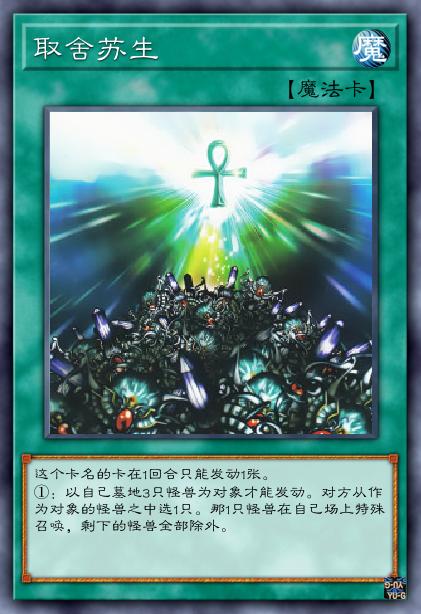 取舍苏生
魔
【魔法卡】
这个卡名的卡在1回合只能发动1张。
①：以自己墓地3只怪兽为对象才能发动。对方从作
为对象的怪兽之中选1只。那1只怪兽在自己场上特殊
召唤，剩下的怪兽全部除外。
YU-G